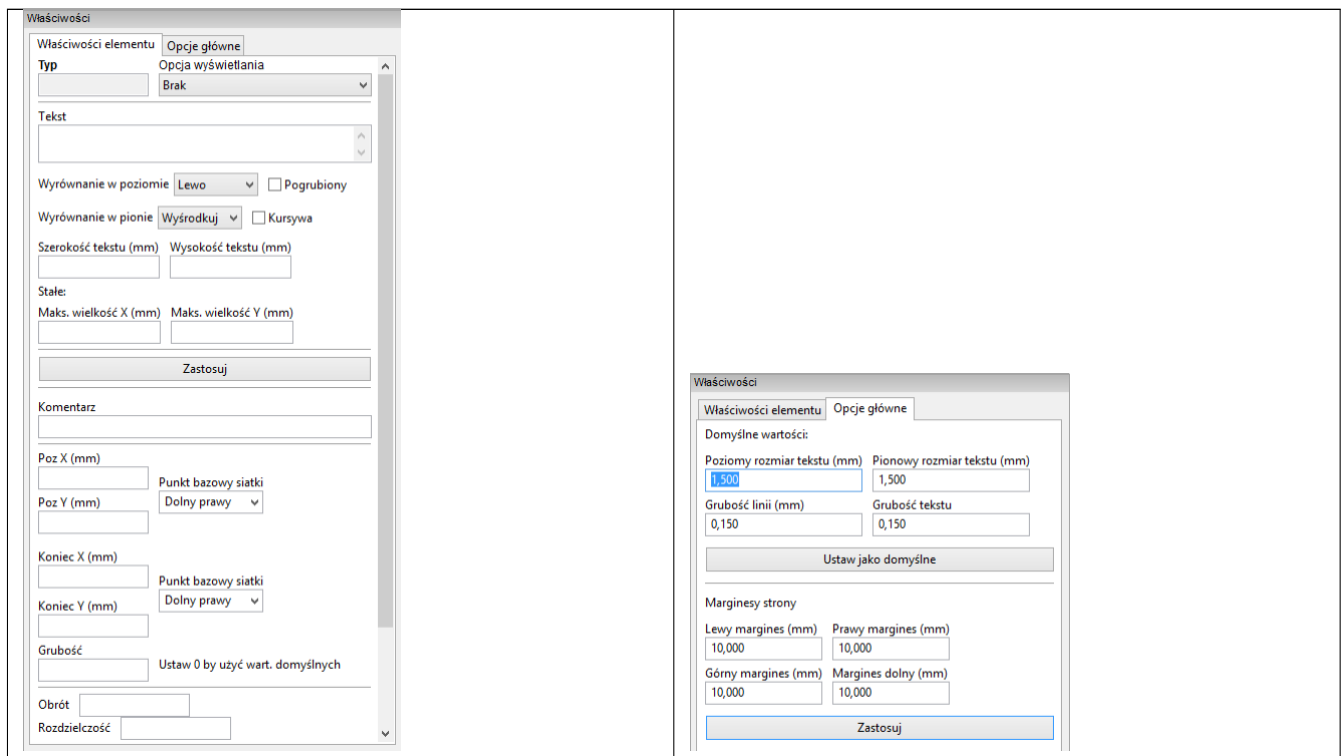 Właściwości
Właściwości elementu Opcje główne
Typ Opcja wyświetlania
Brak
Tekst
Wyrównanie w poziomie Lewo Pogrubiony
Wyrównanie w pionie Wyśrodkuj Kursywa
Szerokość tekstu (mm) Wysokość tekstu (mm)
Stałe:
Maks. wielkość X (mm) Maks. wielkość Y (mm)
Zastosuj
Komentarz
Poz X (mm)
Punkt bazowy siatki
Poz Y (mm) Dolny prawy
Koniec X (mm)
Punkt bazowy siatki
Koniec Y (mm) Dolny prawy
Grubość
Ustaw 0 by użyć wart. domyślnych
Obrót
Rozdzielczość
Właściwości
Właściwości elementu Opcje główne
Domyślne wartości:
Poziomy rozmiar tekstu (mm) Pionowy rozmiar tekstu (mm)
1,500 1,500
Grubość linii (mm) Grubość tekstu
0,150 0,150
Ustaw jako domyślne
Marginesy strony
Lewy margines (mm) Prawy margines (mm)
10,000 10,000
Górny margines (mm) Margines dolny (mm)
10,000 10,000
Zastosuj